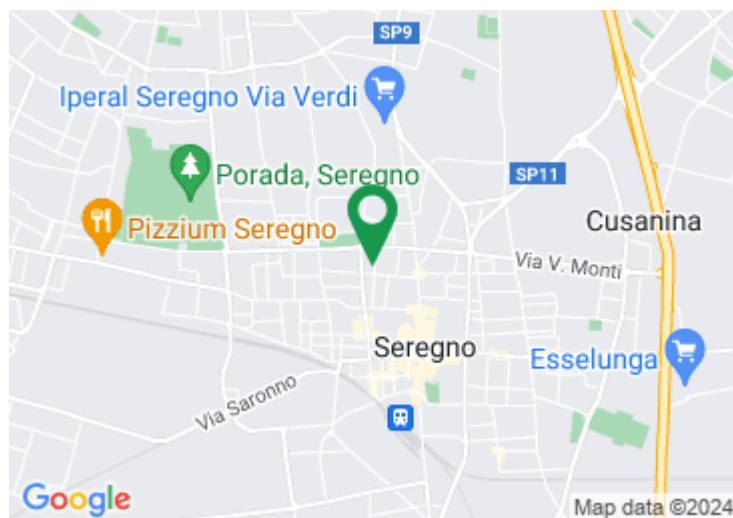 SP9
Iperal Seregno Via Verdi
Porada, Seregno
SP11
Cusanina
Pizzium Seregno
Via V. Monti
Seregno
Esselunga
Via Saronno
Google
Map data ©2024